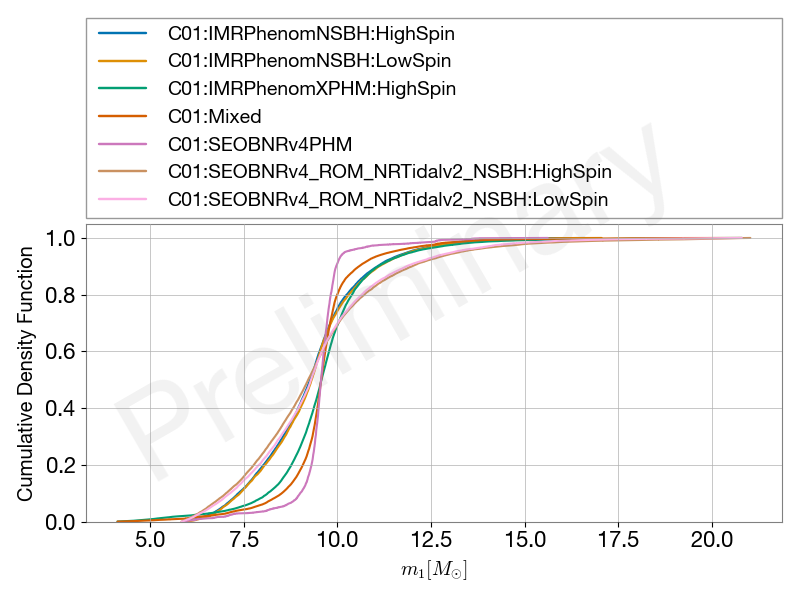 C01:IMRPhenomNSBH:HighSpin
C01:IMRPhenomNSBH:LowSpin
C01:IMRPhenomXPHM:HighSpin
C01:Mixed
C01:SEOBNRv4PHM
C01:SEOBNRv4_ROM_NRTidalv2_NSBH:HighSpin
C01:SEOBNRv4_ROM_NRTidalv2_NSBH:LowSpin
Preliminary
Cumulative Density Function
1.0
0.8
0.6
0.4
0.2
0.0
5.0 7.5 10.0 12.5 15.0 17.5 20.0
m₁[M☉]